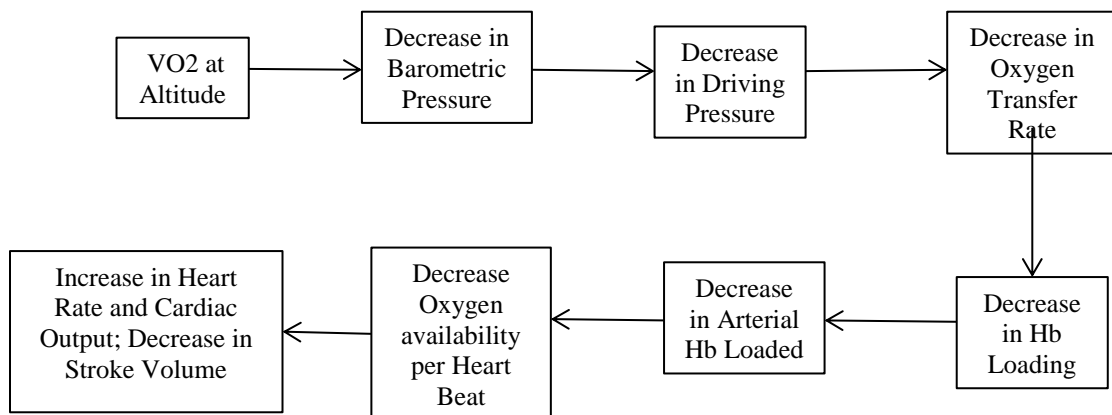 VO2 at
Altitude
Decrease in
Barometric
Pressure
Decrease
in Driving
Pressure
Decrease in
Oxygen
Transfer
Rate
Decrease
in Hb
Loading
Decrease
in Arterial
Hb Loaded
Decrease
Oxygen
availability
per Heart
Beat
Increase in Heart
Rate and Cardiac
Output; Decrease in
Stroke Volume